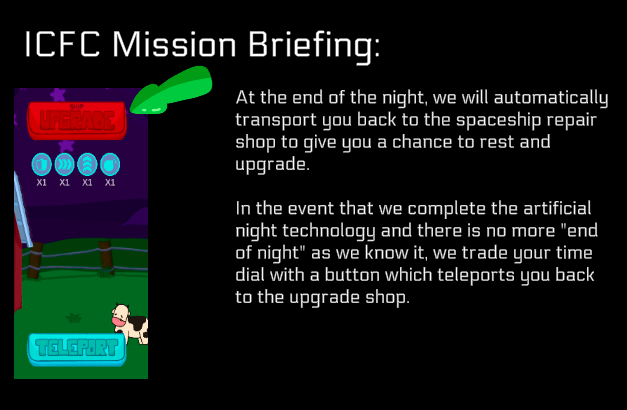 ICFC Mission Briefing:
SHIP
UPGRADE
X1 X1 X1 X1
TELEPORT
At the end of the night, we will automatically
transport you back to the spaceship repair
shop to give you a chance to rest and
upgrade.
In the event that we complete the artificial
night technology and there is no more "end
of night" as we know it, we trade your time
dial with a button which teleports you back
to the upgrade shop.